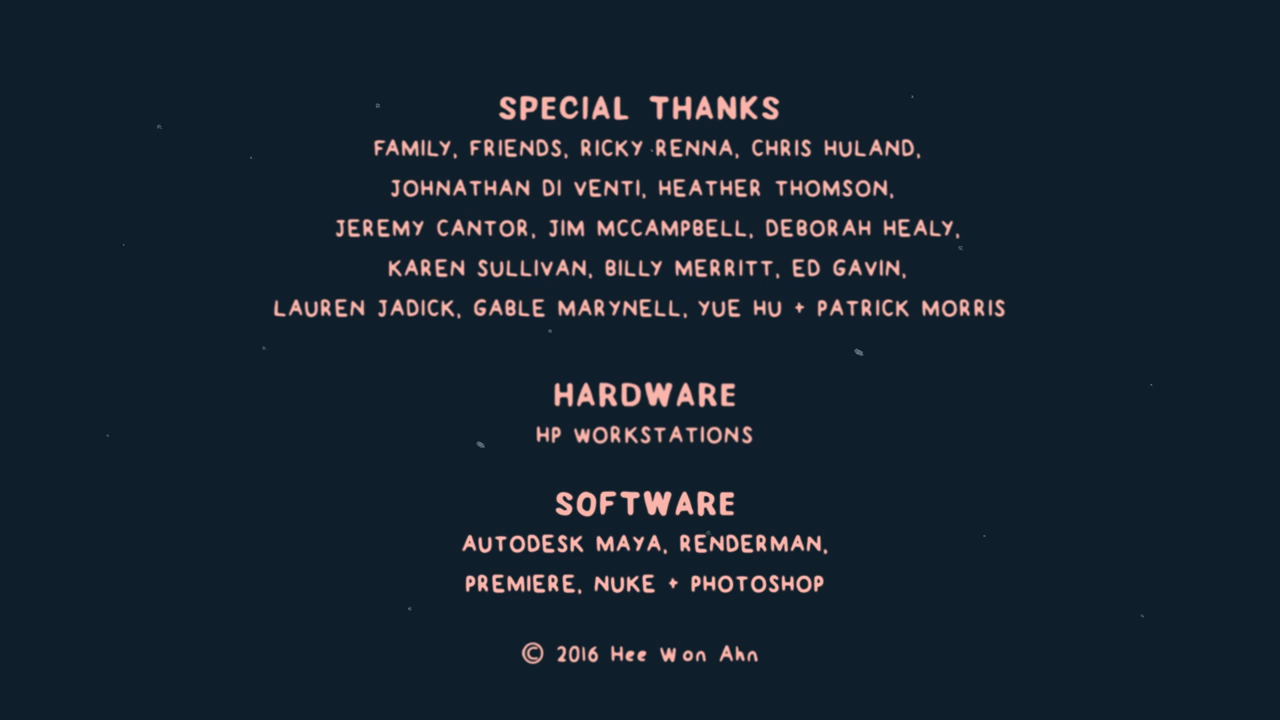 SPECIAL THANKS
FAMILY, FRIENDS, RICKY RENNA, CHRIS HULAND,
JOHNATHAN DI VENTI, HEATHER THOMSON,
JEREMY CANTOR, JIM MCCAMPBELL, DEBORAH HEALY,
KAREN SULLIVAN, BILLY MERRITT, ED GAVIN,
LAUREN JADICK, GABLE MARYNELL, YUE HU + PATRICK MORRIS
HARDWARE
HP WORKSTATIONS
SOFTWARE
AUTODESK MAYA, RENDERMAN,
PREMIERE, NUKE + PHOTOSHOP
© 2016 Hee Won Ahn